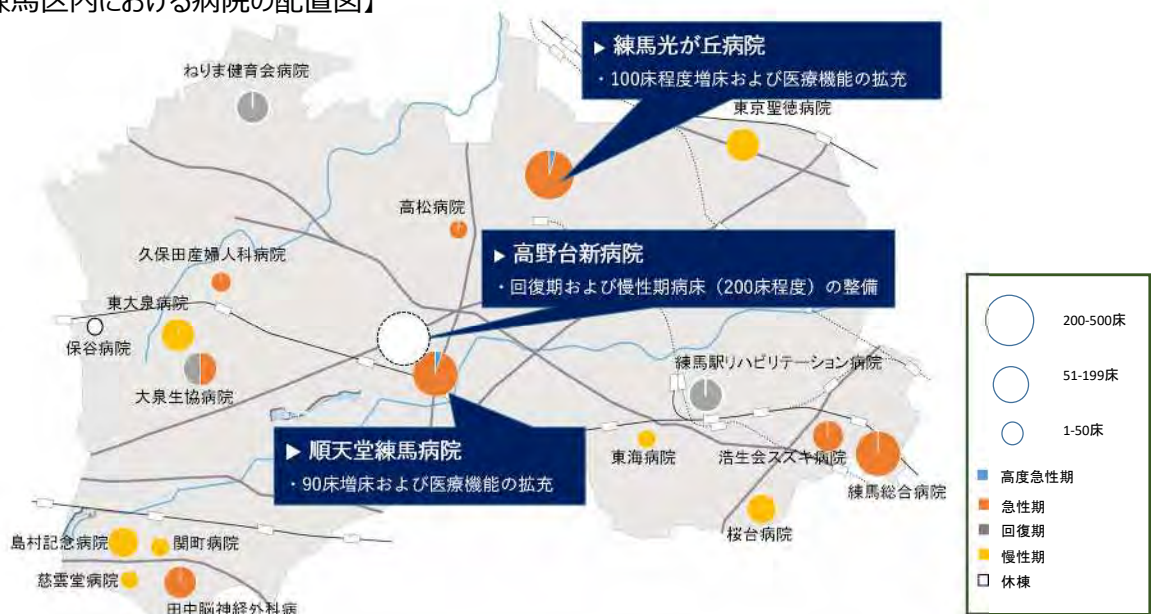 練馬区内における病院の配置図】
▶ 練馬光が丘病院
・100床程度増床および医療機能の拡充
ねりま健育会病院
東京聖徳病院
高松病院
▶ 高野台新病院
・回復期および慢性期病床（200床程度）の整備
久保田産婦人科病院
東大泉病院
保谷病院
大泉生協病院
練馬駅リハビリテーション病院
▶ 順天堂練馬病院
・90床増床および医療機能の拡充
東海病院
浩生会スズキ病院
練馬総合病院
桜台病院
島村記念病院
関町病院
慈雲堂病院
田中脳神経外科病
200-500床
51-199床
1-50床
高度急性期
急性期
回復期
慢性期
休棟